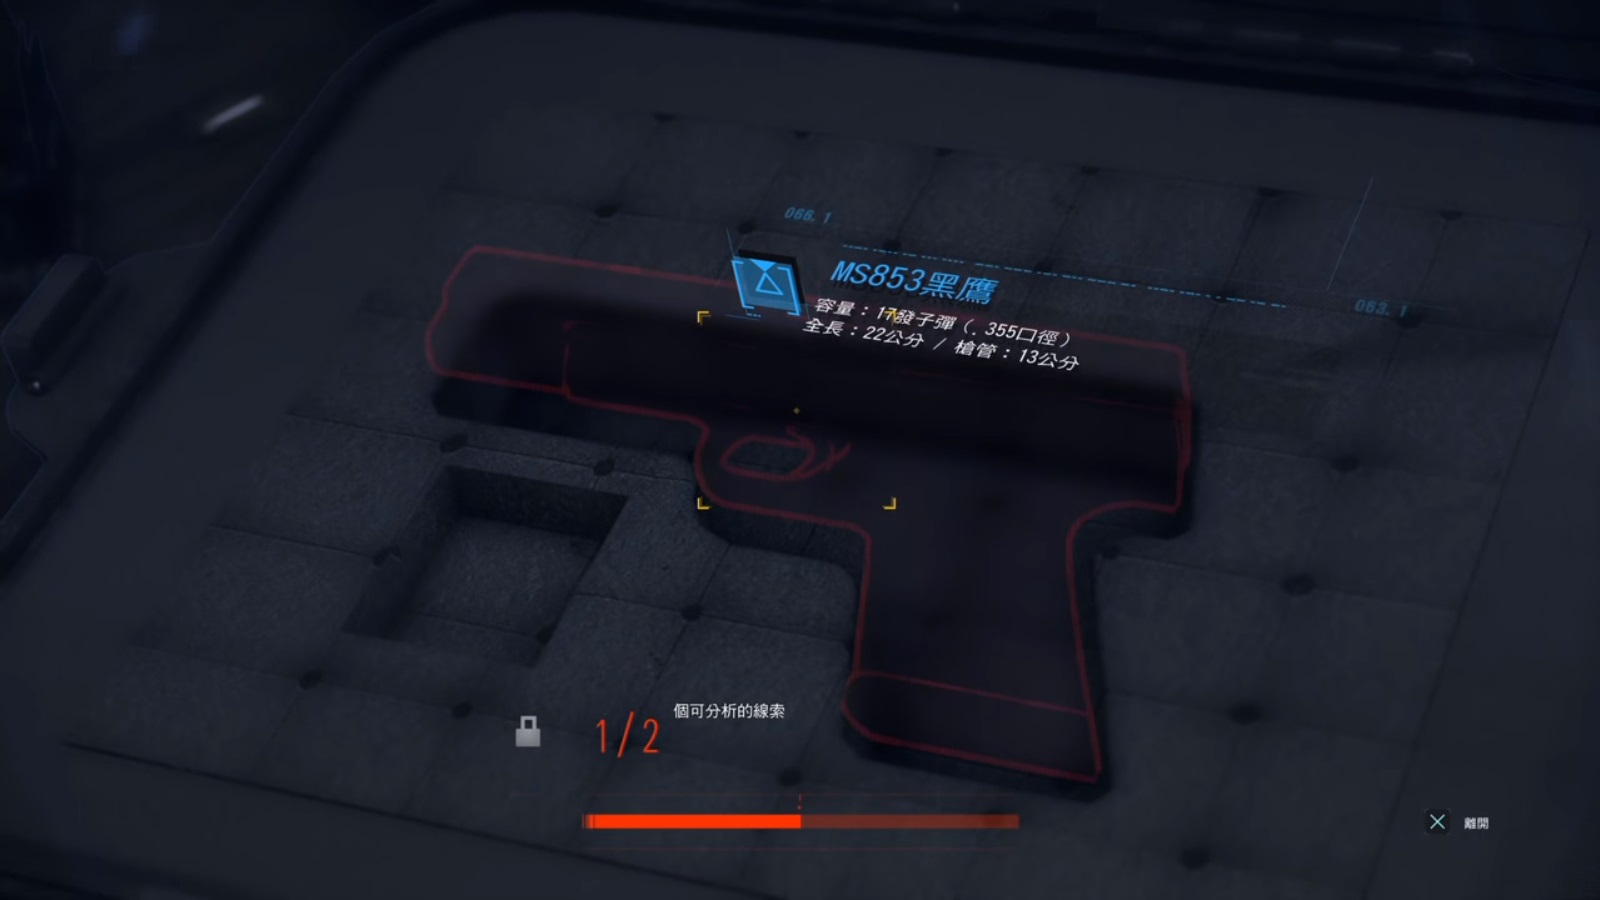 066.1
MS853黑鷹
063.1
容量：17發子彈（.355口徑）
全長：22公分 / 槍管：13公分
個可分析的線索
1/2
離開